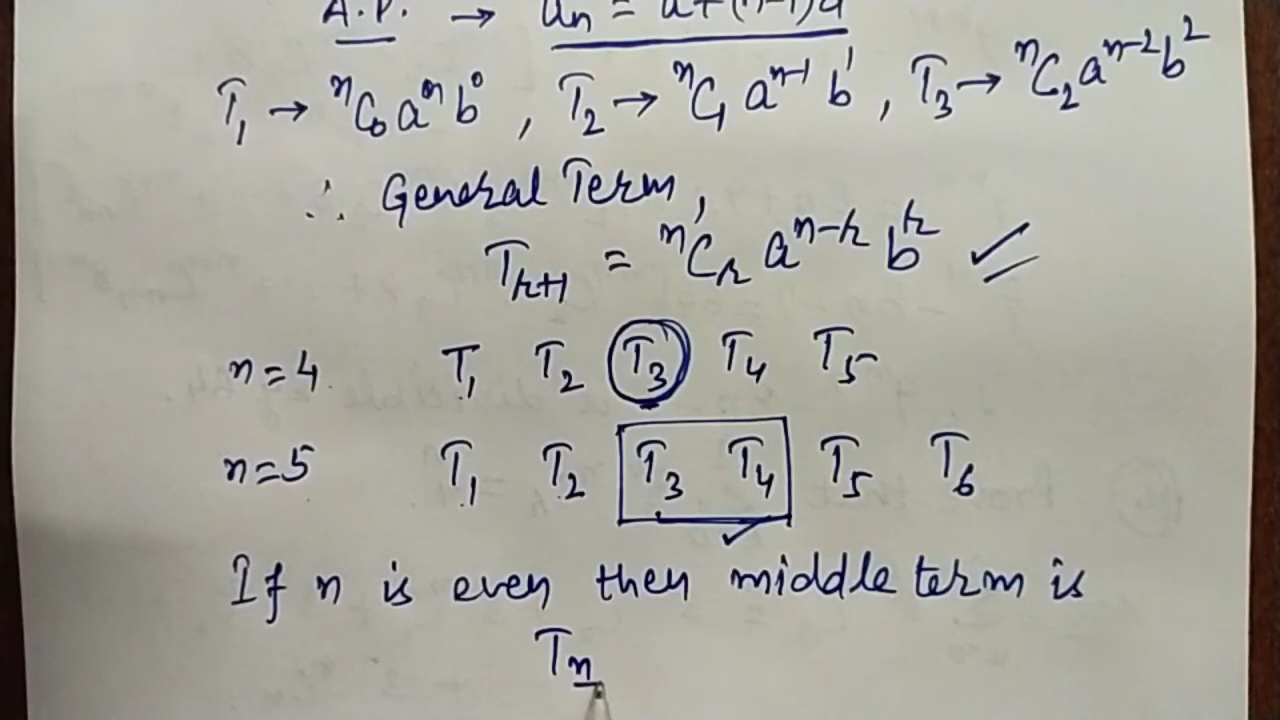 A.P. → an = a+(n-1)d
T₁ → ⁿC₀ aⁿ b⁰ , T₂ → ⁿC₁ aⁿ⁻¹ b¹ , T₃ → ⁿC₂ aⁿ⁻² b²
∴ General Term,
Tᵣ₊₁ = ⁿCᵣ aⁿ⁻ʳ bʳ ✓
n=4 T₁ T₂ T₃ T₄ T₅
n=5 T₁ T₂ T₃ T₄ T₅ T₆
If n is even then middle term is
Tₙ